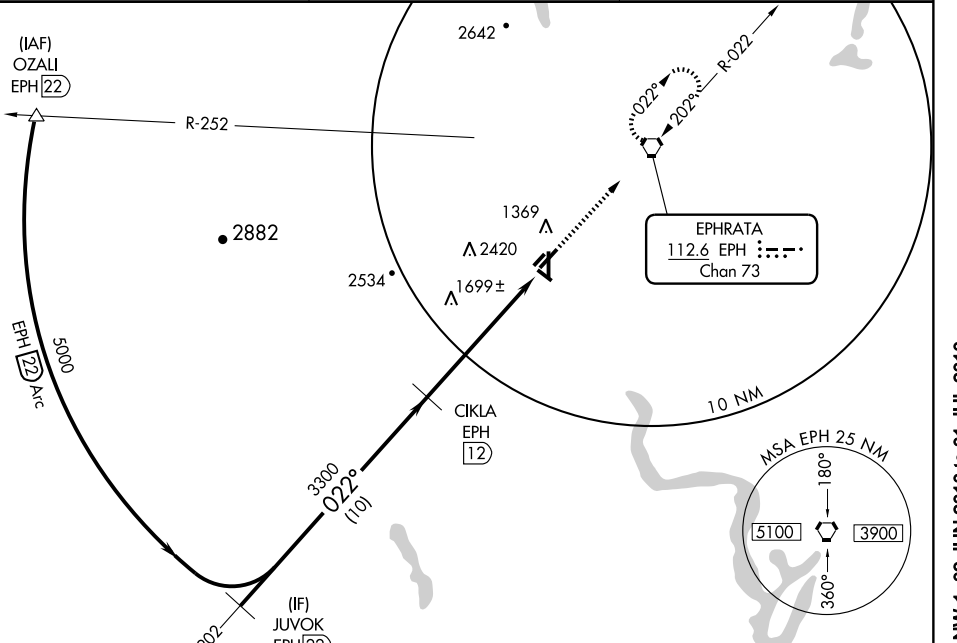 2642
(IAF)
OZALI
EPH 22
R-252
R-022
022°
202°
1369
2420
1699±
2882
2534
EPHRATA
112.6 EPH
Chan 73
5000
EPH 22 Arc
10 NM
CIKLA
EPH
12
3300
022°
(10)
MSA EPH 25 NM
180°
5100
3900
360°
(IF)
JUVOK
EPH 22